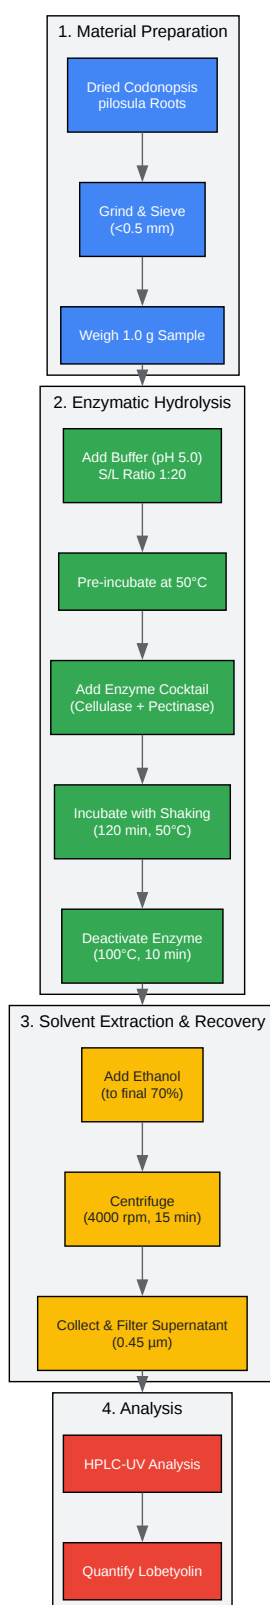 1. Material Preparation
Dried Codonopsis
pilosula Roots
Grind & Sieve
(<0.5 mm)
Weigh 1.0 g Sample
2. Enzymatic Hydrolysis
Add Buffer (pH 5.0)
S/L Ratio 1:20
Pre-incubate at 50°C
Add Enzyme Cocktail
(Cellulase + Pectinase)
Incubate with Shaking
(120 min, 50°C)
Deactivate Enzyme
(100°C, 10 min)
3. Solvent Extraction & Recovery
Add Ethanol
(to final 70%)
Centrifuge
(4000 rpm, 15 min)
Collect & Filter Supernatant
(0.45 µm)
4. Analysis
HPLC-UV Analysis
Quantify Lobetyolin